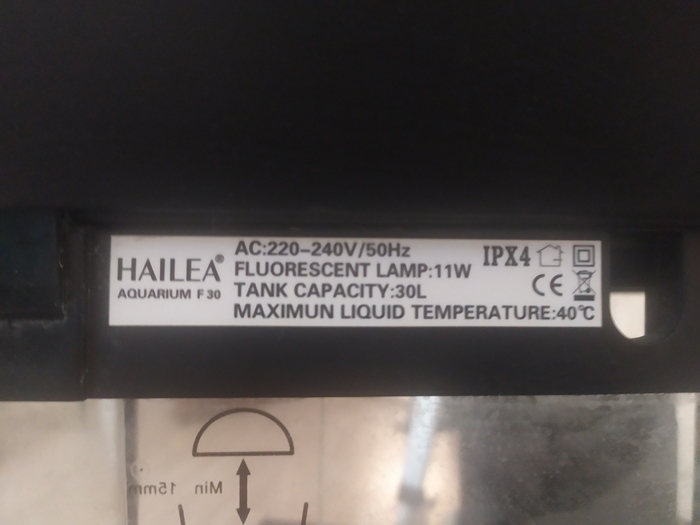 HAILEA®
AQUARIUM F 30
AC:220-240V/50Hz
FLUORESCENT LAMP:11W
TANK CAPACITY:30L
MAXIMUN LIQUID TEMPERATURE:40℃
IPX4
CE
Min 15mm